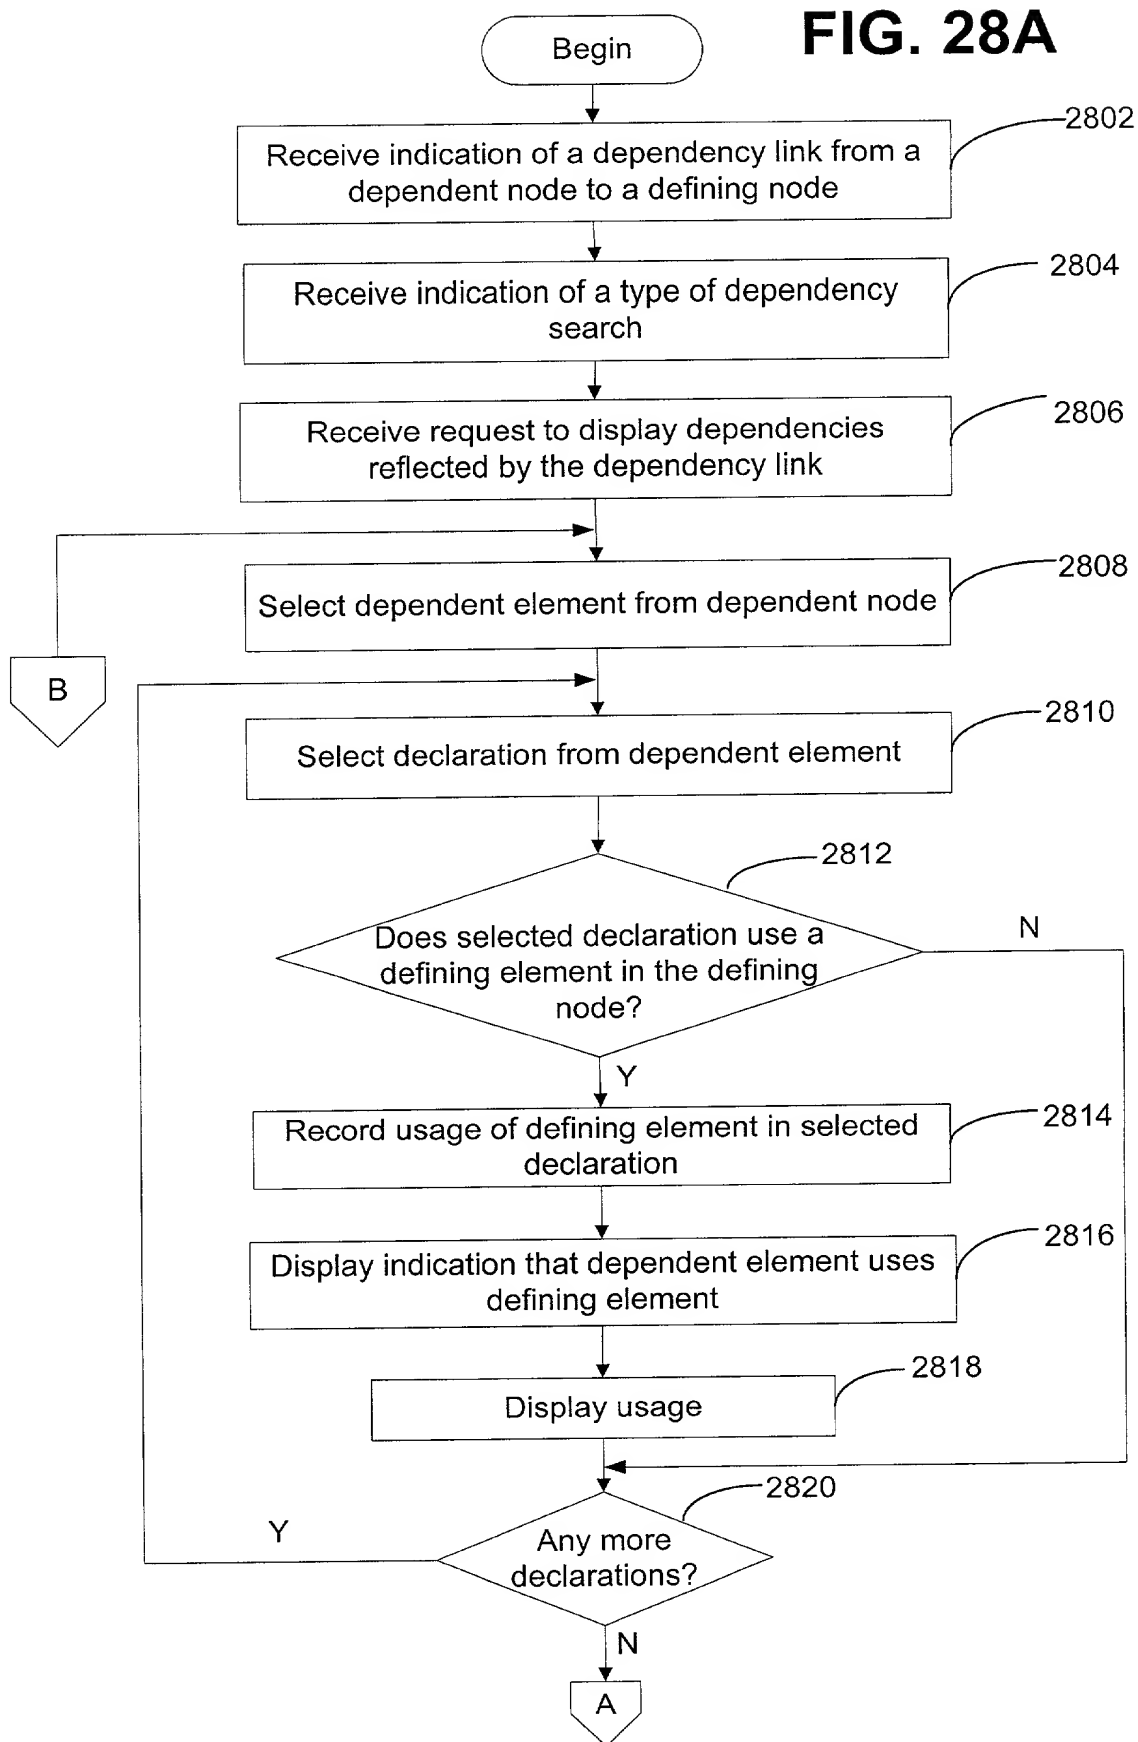 FIG. 28A
Begin
2802
Receive indication of a dependency link from a
dependent node to a defining node
2804
Receive indication of a type of dependency
search
2806
Receive request to display dependencies
reflected by the dependency link
2808
Select dependent element from dependent node
B
2810
Select declaration from dependent element
2812
Does selected declaration use a
defining element in the defining
node?
N
Y
2814
Record usage of defining element in selected
declaration
2816
Display indication that dependent element uses
defining element
2818
Display usage
2820
Any more
declarations?
Y
N
A